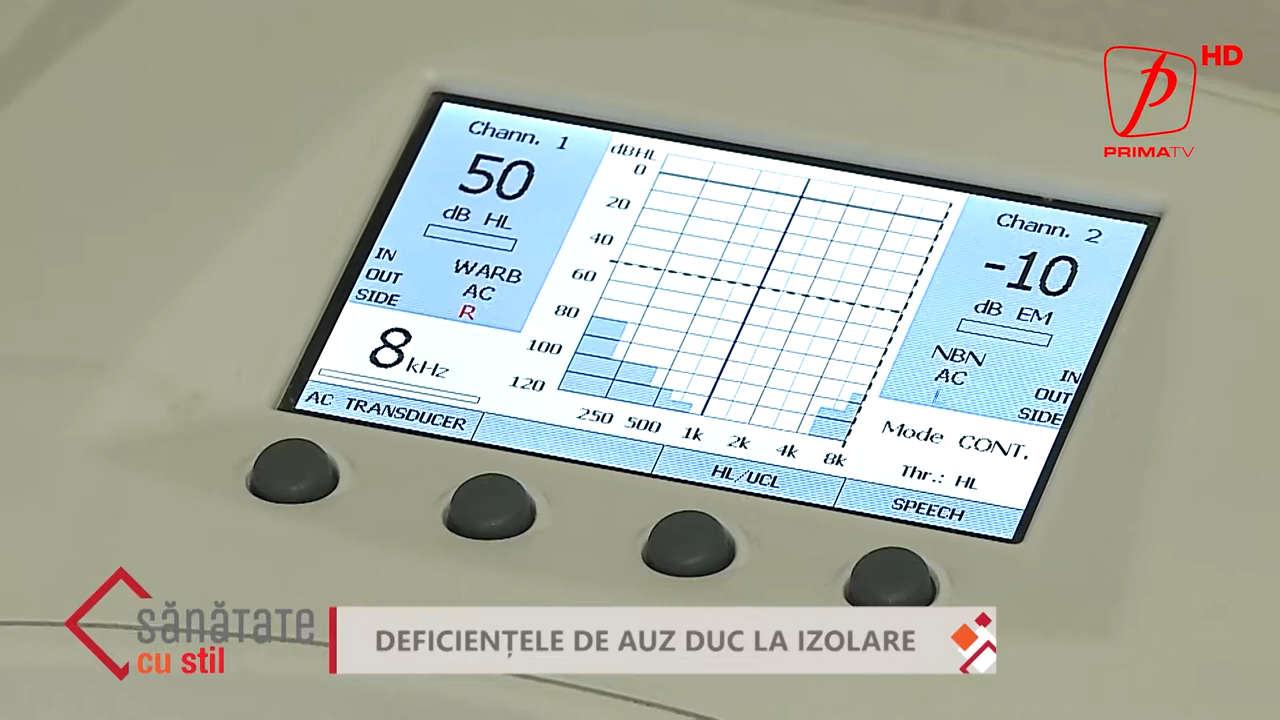 HD
PRIMATV
Chann. 1
50
dB HL
IN
OUT
SIDE
WARB
AC
R
8 kHz
dBHL
0
20
40
60
80
100
120
250 500 1k 2k 4k 8k
Chann. 2
-10
dB EM
NBN
AC
IN
OUT
SIDE
Mode CONT.
Thr.: HL
AC TRANSDUCER
HL/UCL
SPEECH
sănătate
cu stil
DEFICIENȚELE DE AUZ DUC LA IZOLARE